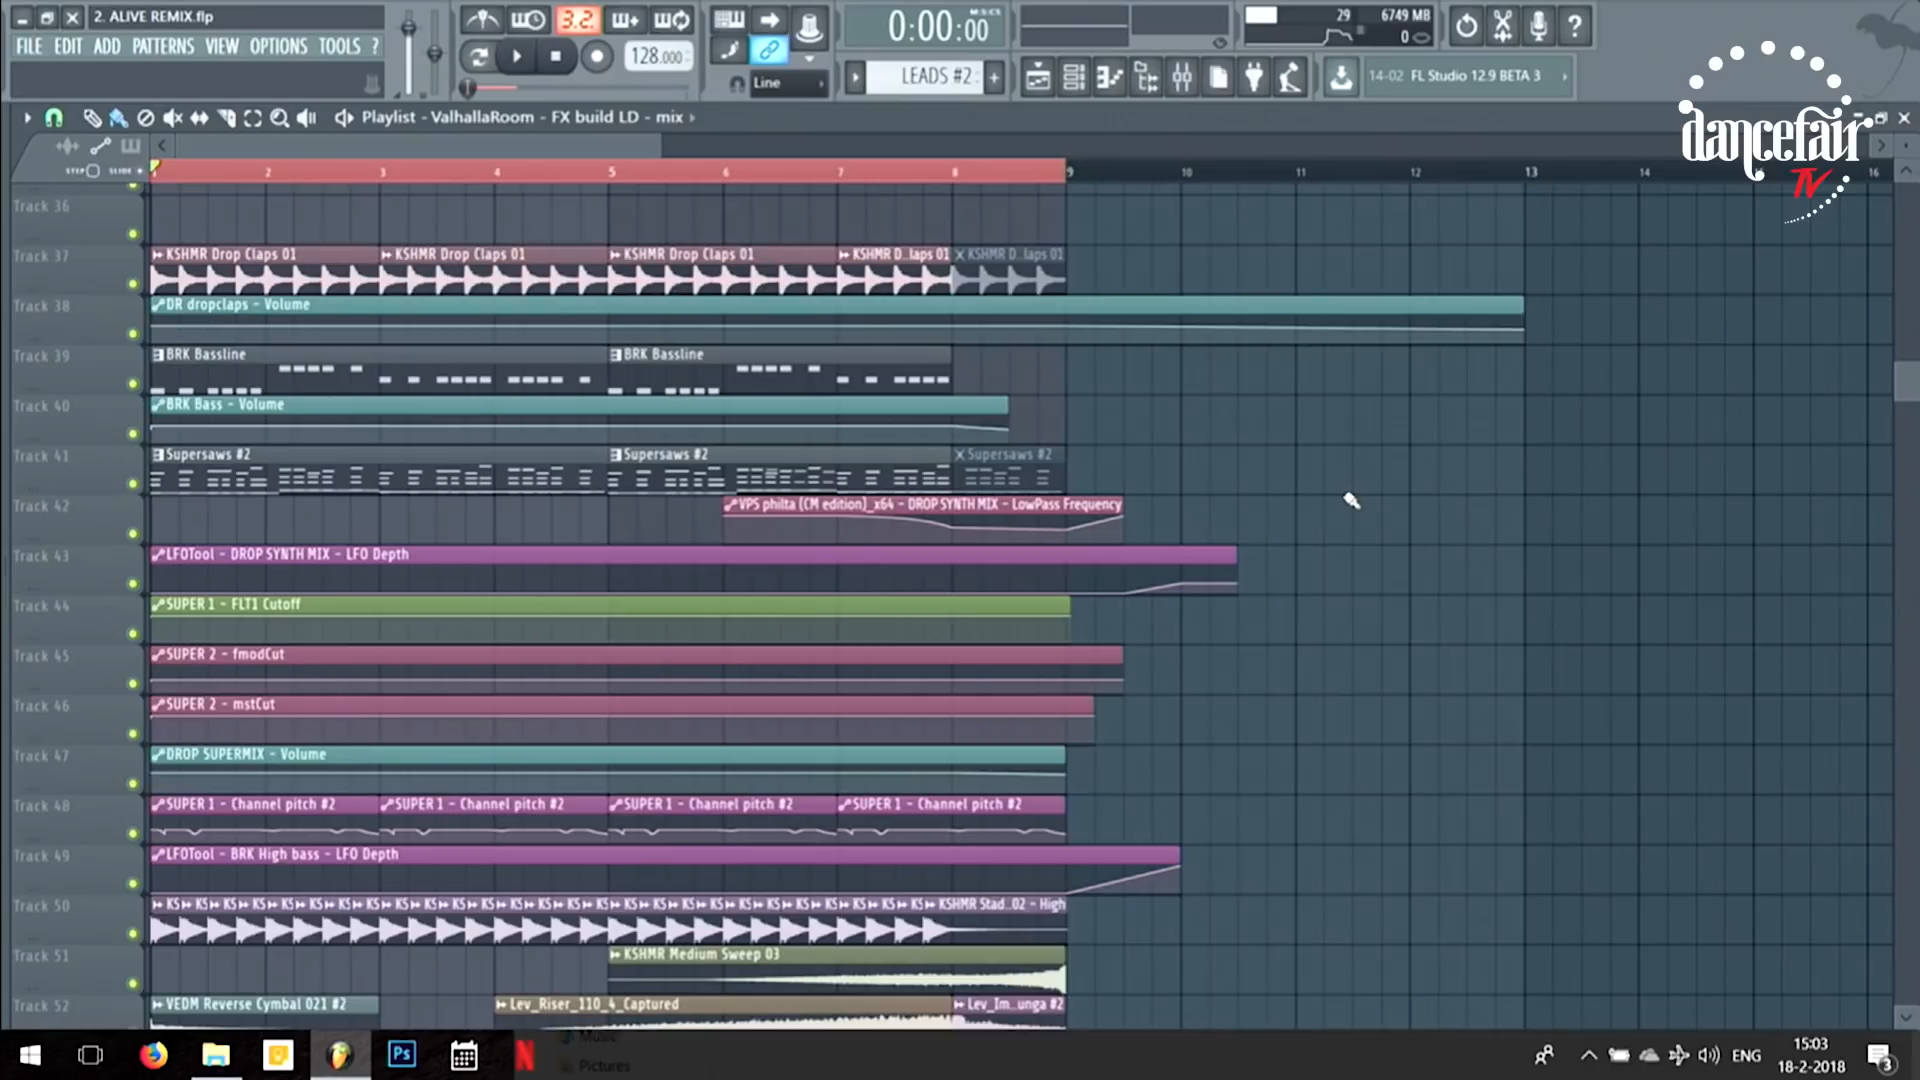 2. ALIVE REMIX.flp
FILE EDIT ADD PATTERNS VIEW OPTIONS TOOLS ?
3.2.
128.000
Line
0:00:00
M:S:CS
LEADS #2
29
6749 MB
0
14-02 FL Studio 12.9 BETA 3
dancefair
TV
Playlist - ValhallaRoom - FX build LD - mix
STEP SLIDE
2 3 4 5 6 7 8 9 10 11 12 13 14 15 16
Track 36
Track 37
KSHMR Drop Claps 01 KSHMR Drop Claps 01 KSHMR Drop Claps 01 KSHMR D..laps 01 KSHMR D..laps 01
Track 38
DR dropclaps - Volume
Track 39
BRK Bassline BRK Bassline
Track 40
BRK Bass - Volume
Track 41
Supersaws #2 Supersaws #2 Supersaws #2
Track 42
VPS philta (CM edition)_x64 - DROP SYNTH MIX - LowPass Frequency
Track 43
LFOTool - DROP SYNTH MIX - LFO Depth
Track 44
SUPER 1 - FLT1 Cutoff
Track 45
SUPER 2 - fmodCut
Track 46
SUPER 2 - mstCut
Track 47
DROP SUPERMIX - Volume
Track 48
SUPER 1 - Channel pitch #2 SUPER 1 - Channel pitch #2 SUPER 1 - Channel pitch #2 SUPER 1 - Channel pitch #2
Track 49
LFOTool - BRK High bass - LFO Depth
Track 50
KSHMR Stad..02 - High
Track 51
KSHMR Medium Sweep 03
Track 52
VEDM Reverse Cymbal 021 #2 Lev_Riser_110_4_Captured Lev_Im..unga #2
Music
Pictures
Ps
N
ENG
15:03
18-2-2018
3